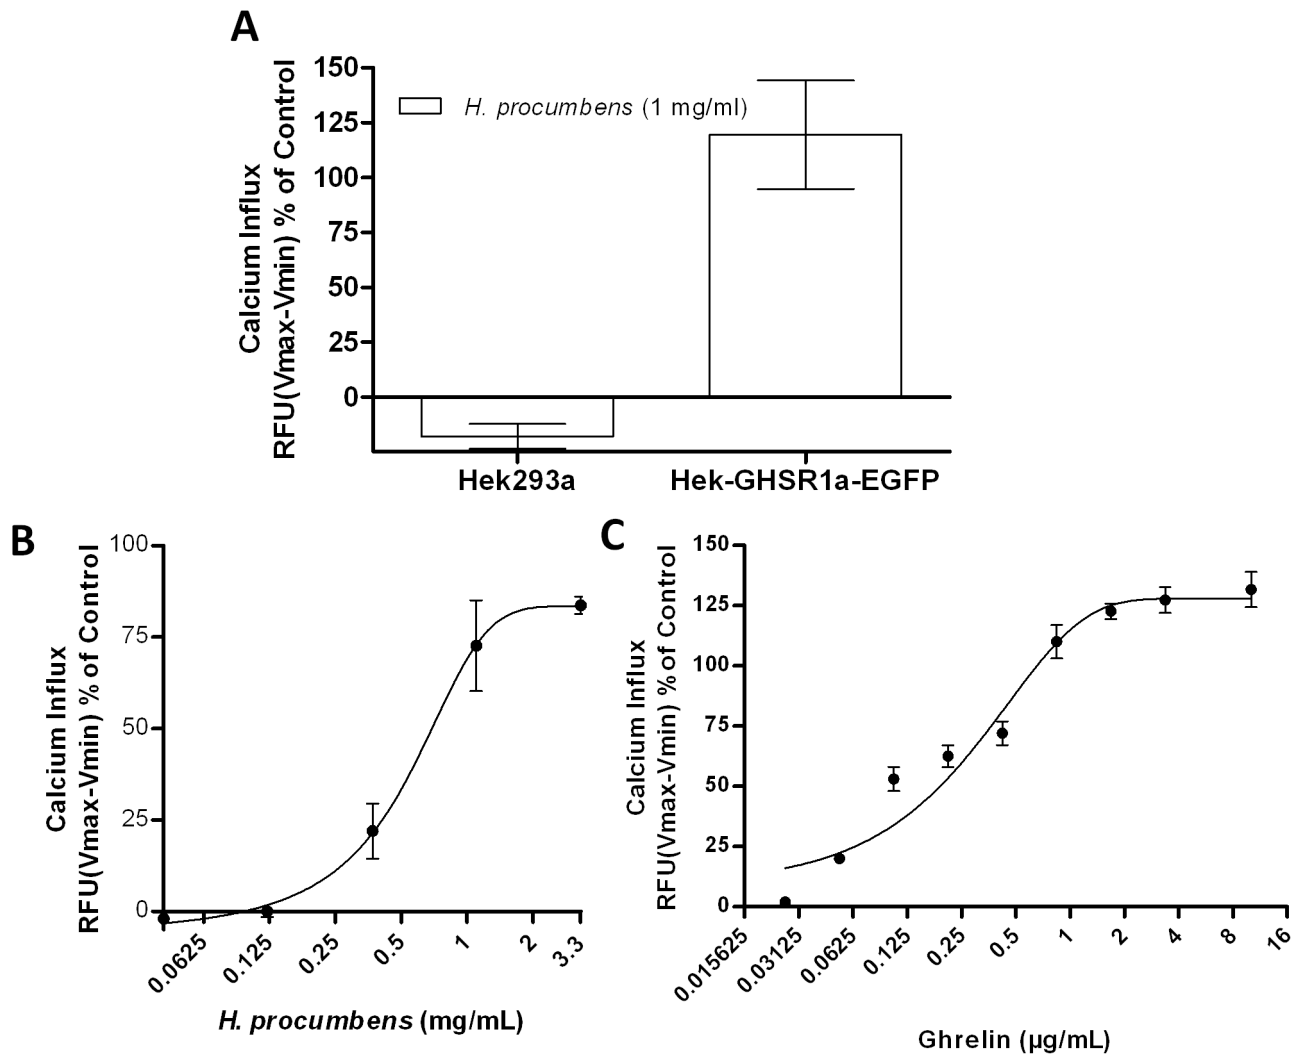 A
Calcium Influx
RFU(Vmax-Vmin) % of Control
150
125
100
75
50
25
0
H. procumbens (1 mg/ml)
Hek293a
Hek-GHSR1a-EGFP
B
Calcium Influx
RFU(Vmax-Vmin) % of Control
100
75
50
25
0
0.0625
0.125
0.25
0.5
1
2
3.3
H. procumbens (mg/mL)
C
Calcium Influx
RFU(Vmax-Vmin) % of Control
150
125
100
75
50
25
0
0.015625
0.03125
0.0625
0.125
0.25
0.5
1
2
4
8
16
Ghrelin (µg/mL)